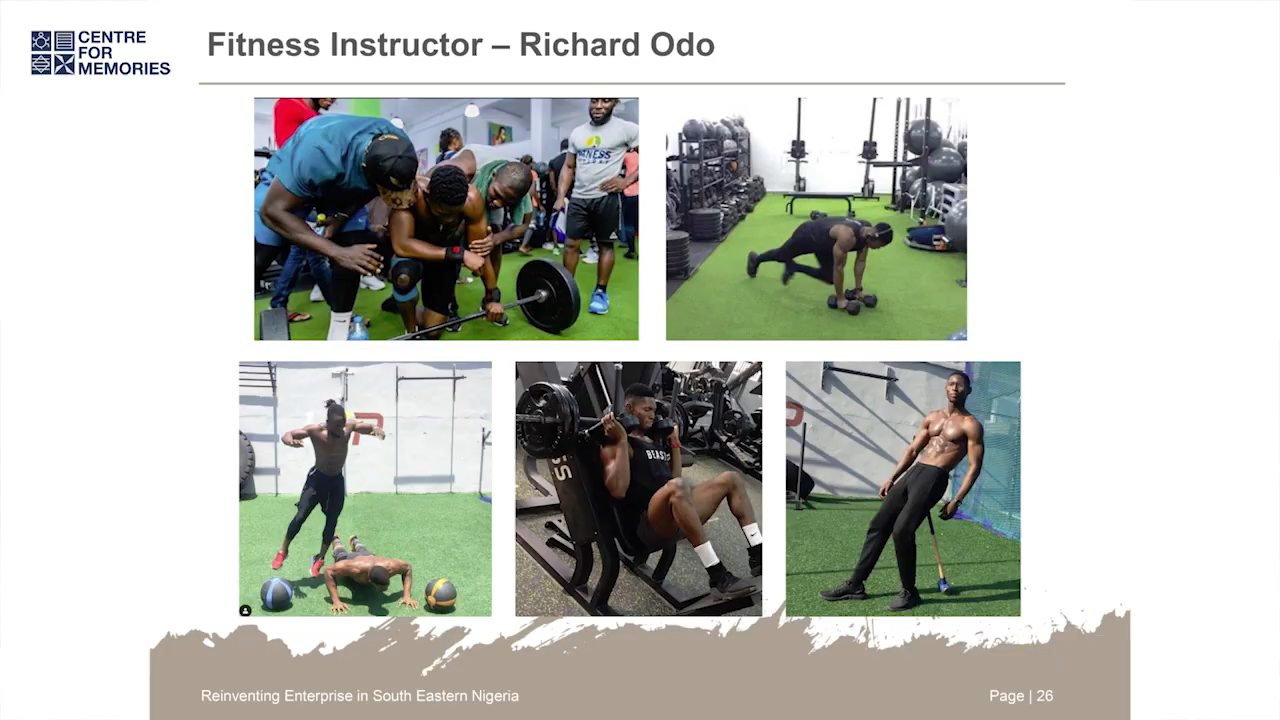 CENTRE
FOR
MEMORIES
Fitness Instructor – Richard Odo
FITNESS
BEAST
Reinventing Enterprise in South Eastern Nigeria
Page | 26